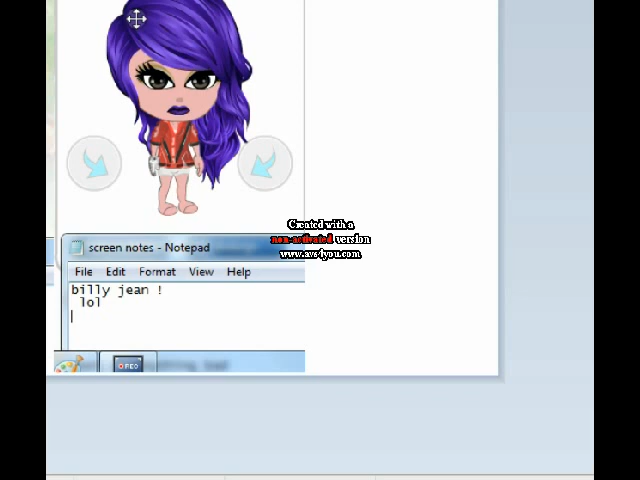 Created with a
non-activated version
www.avs4you.com
screen notes - Notepad
File Edit Format View Help
billy jean !
lol
REC